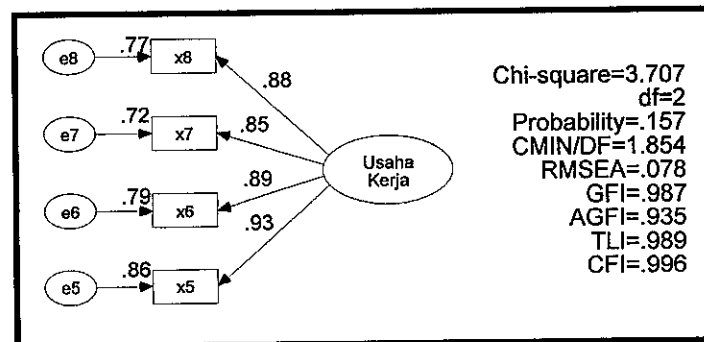 .77
e8
x8
.88
.72
e7
x7
.85
Usaha
Kerja
.79
e6
x6
.89
.93
.86
e5
x5
Chi-square=3.707
df=2
Probability=.157
CMIN/DF=1.854
RMSEA=.078
GFI=.987
AGFI=.935
TLI=.989
CFI=.996